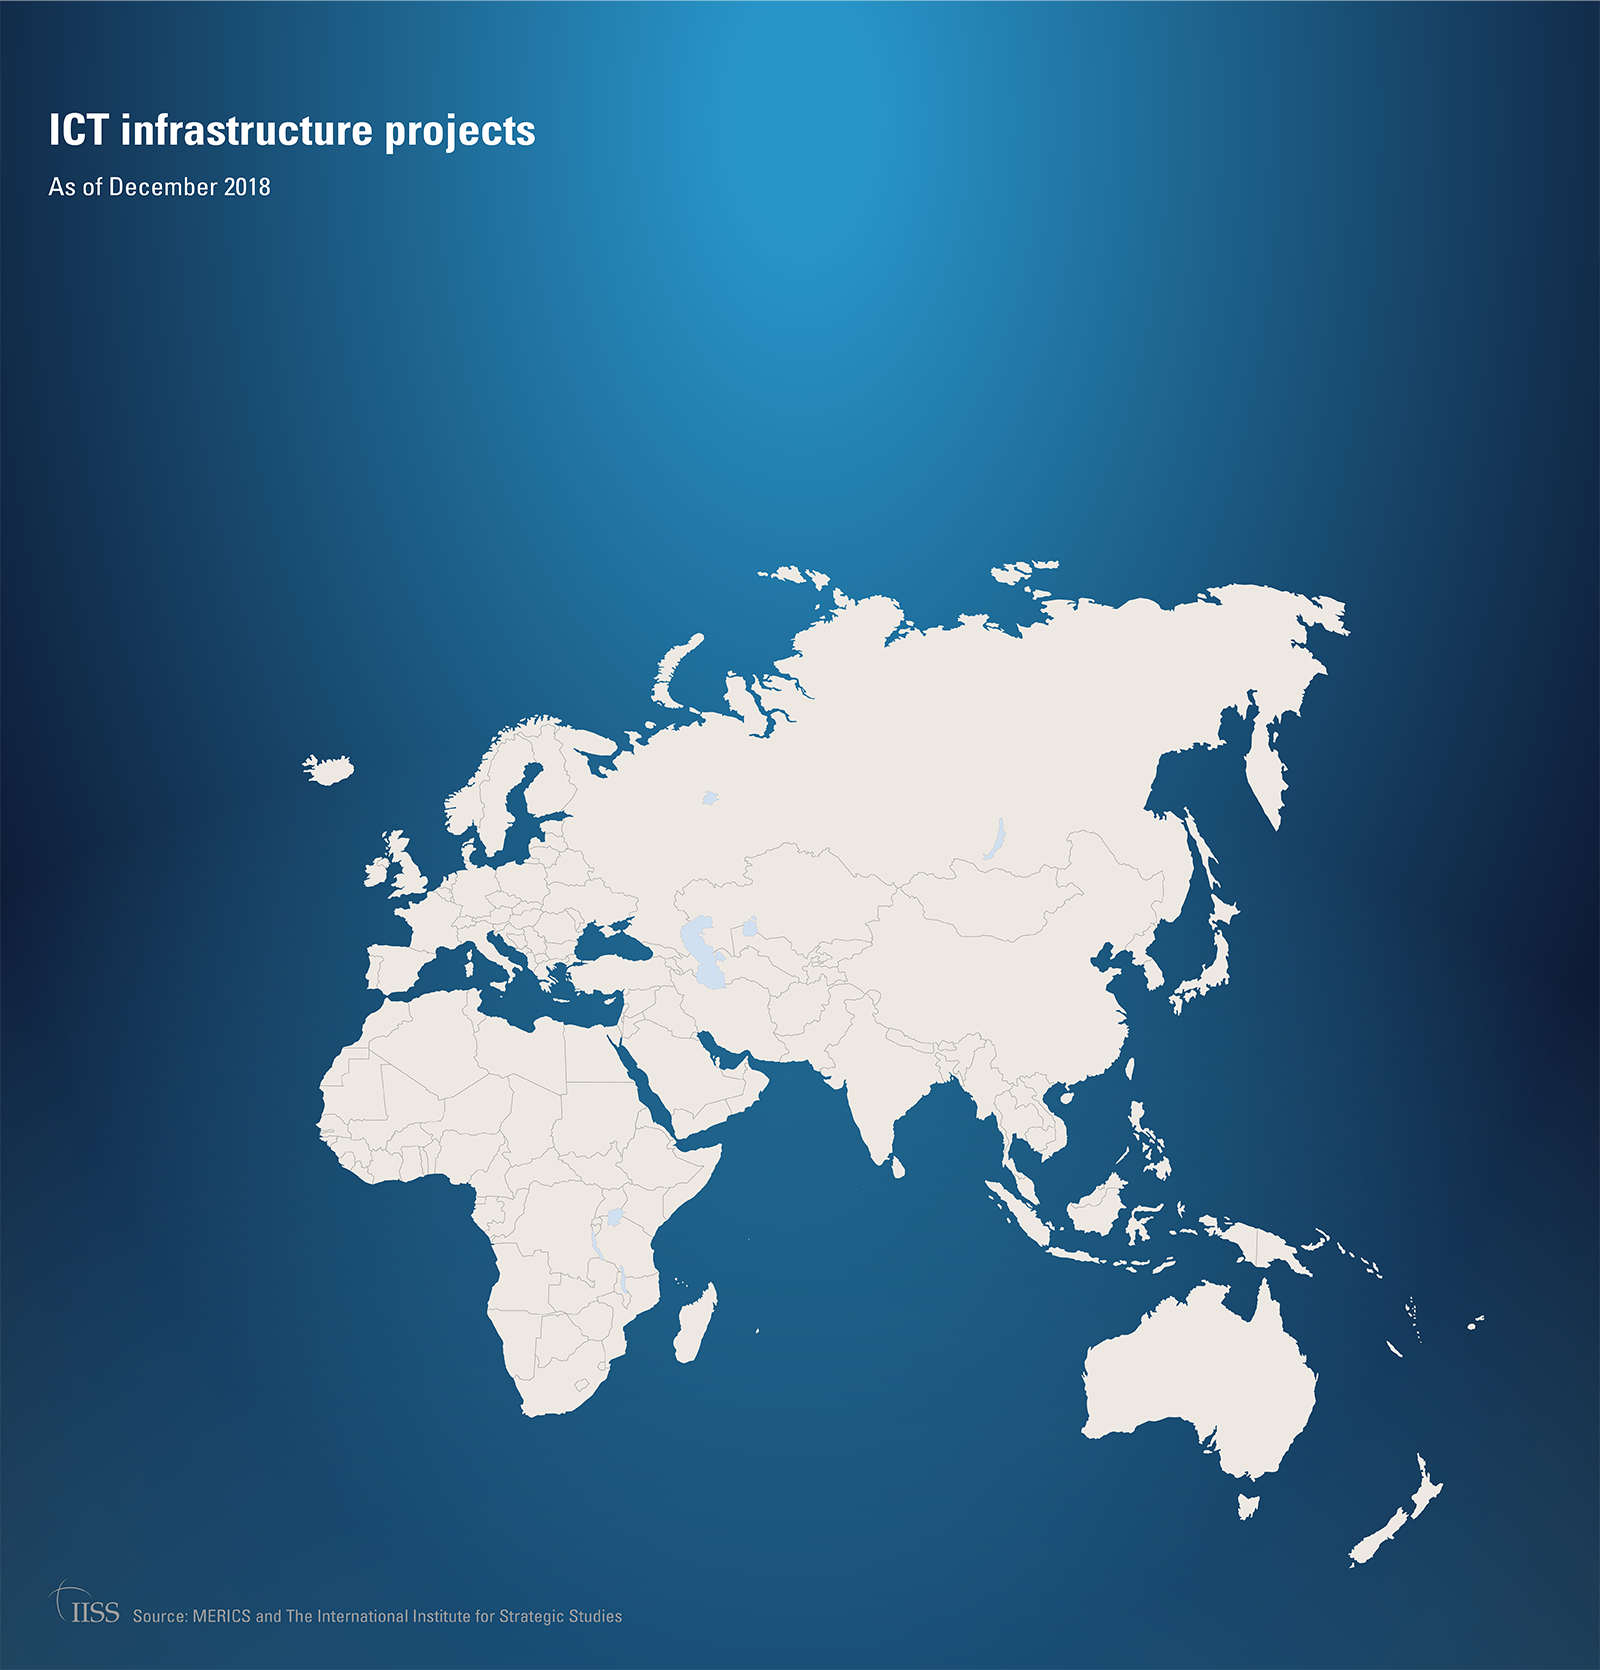 ICT infrastructure projects
As of December 2018
IISS Source: MERICS and The International Institute for Strategic Studies